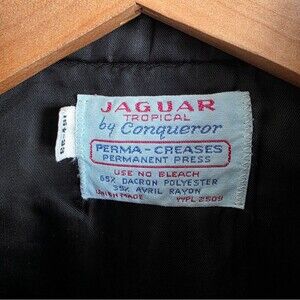 JAGUAR
TROPICAL
by Conqueror
PERMA-CREASES
PERMANENT PRESS
USE NO BLEACH
65% DACRON POLYESTER
35% AVRIL RAYON
UNION MADE WPL 2509